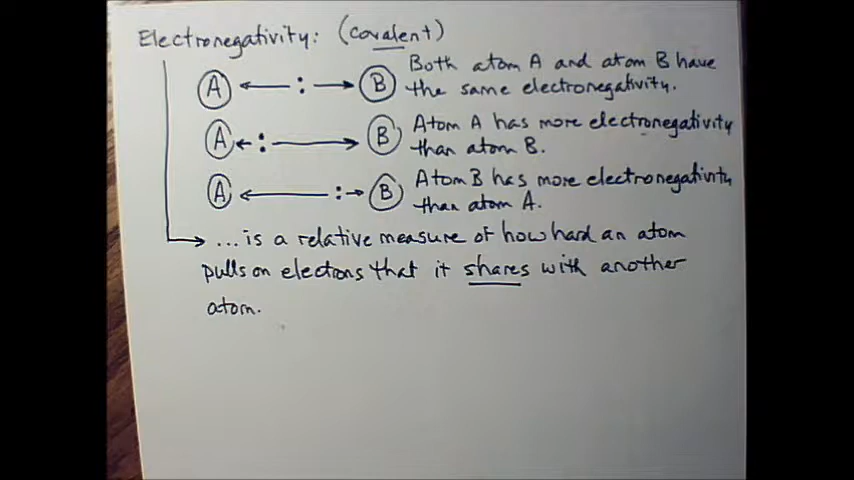 Electronegativity: (covalent)
A : B Both atom A and atom B have
the same electronegativity.
A : B Atom A has more electronegativity
than atom B.
A : B Atom B has more electronegativity
than atom A.
...is a relative measure of how hard an atom
pulls on electrons that it shares with another
atom.